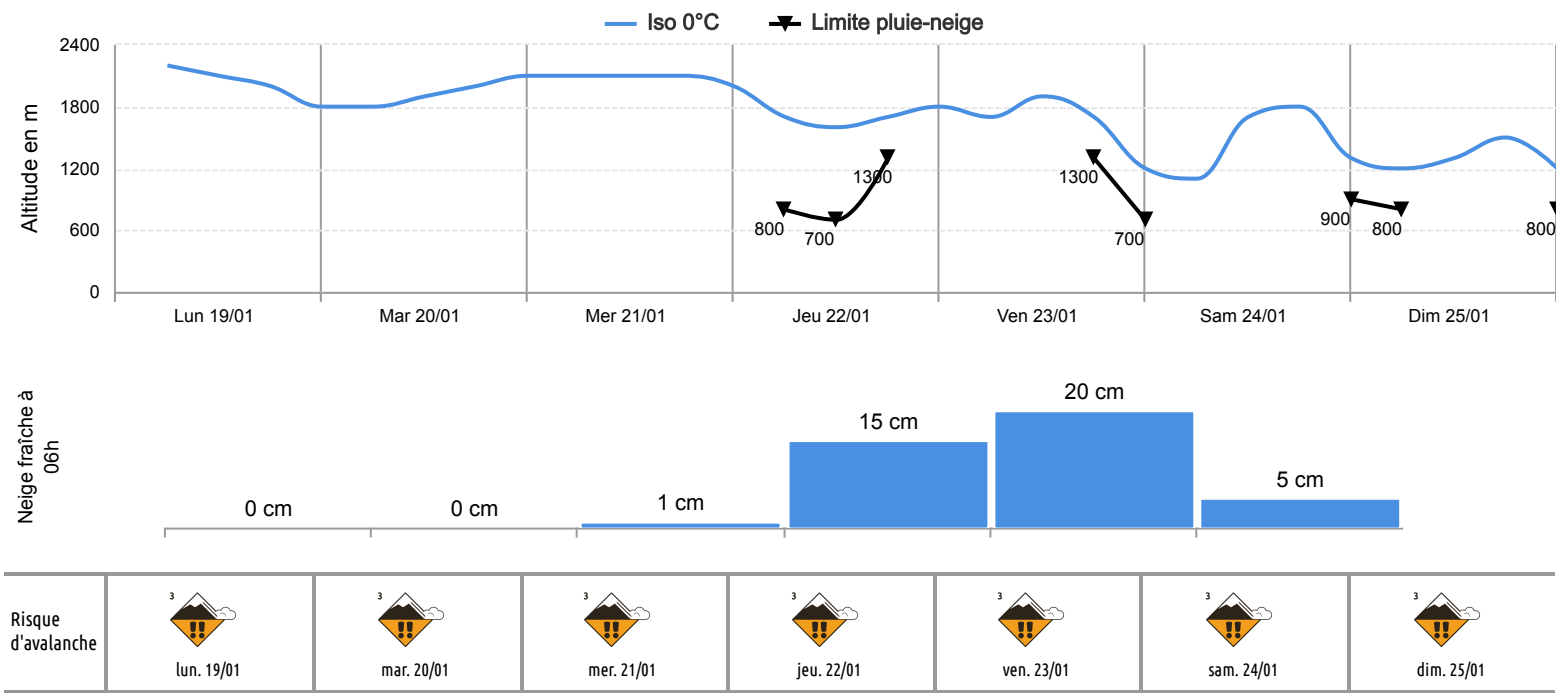 Iso 0°C Limite pluie-neige
Altitude en m
2400
1800
1200
600
0
800
700
1300
1300
700
900
800
800
Lun 19/01 Mar 20/01 Mer 21/01 Jeu 22/01 Ven 23/01 Sam 24/01 Dim 25/01
Neige fraîche à
06h
0 cm 0 cm 1 cm 15 cm 20 cm 5 cm
Risque
d'avalanche
3 3 3 3 3 3 3
!! !! !! !! !! !! !!
lun. 19/01 mar. 20/01 mer. 21/01 jeu. 22/01 ven. 23/01 sam. 24/01 dim. 25/01